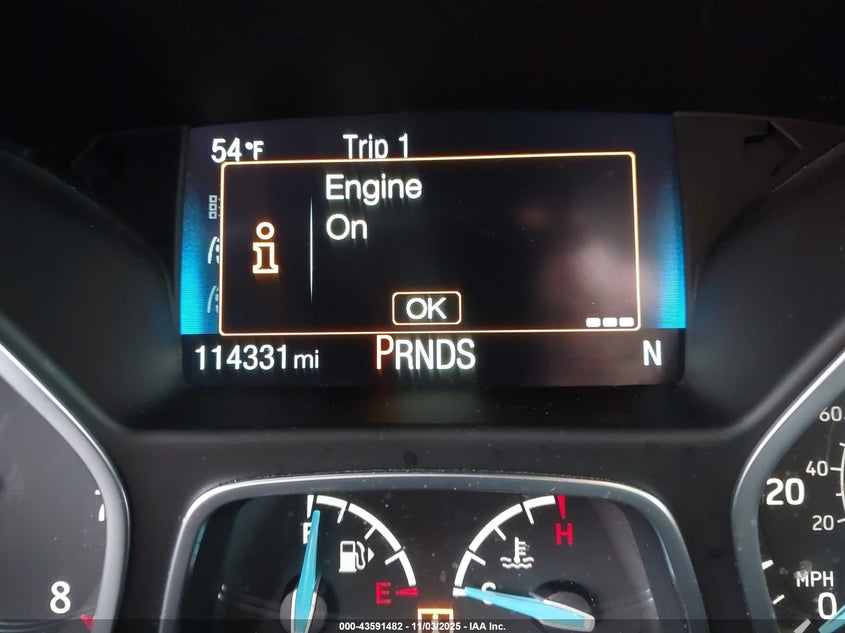 54°F Trip 1
Engine
On
OK
114331 mi PRNDS N
60
40
20
20
F H
E C
7
8
MPH
0
000-43591482 - 11/03/2025 - IAA Inc.